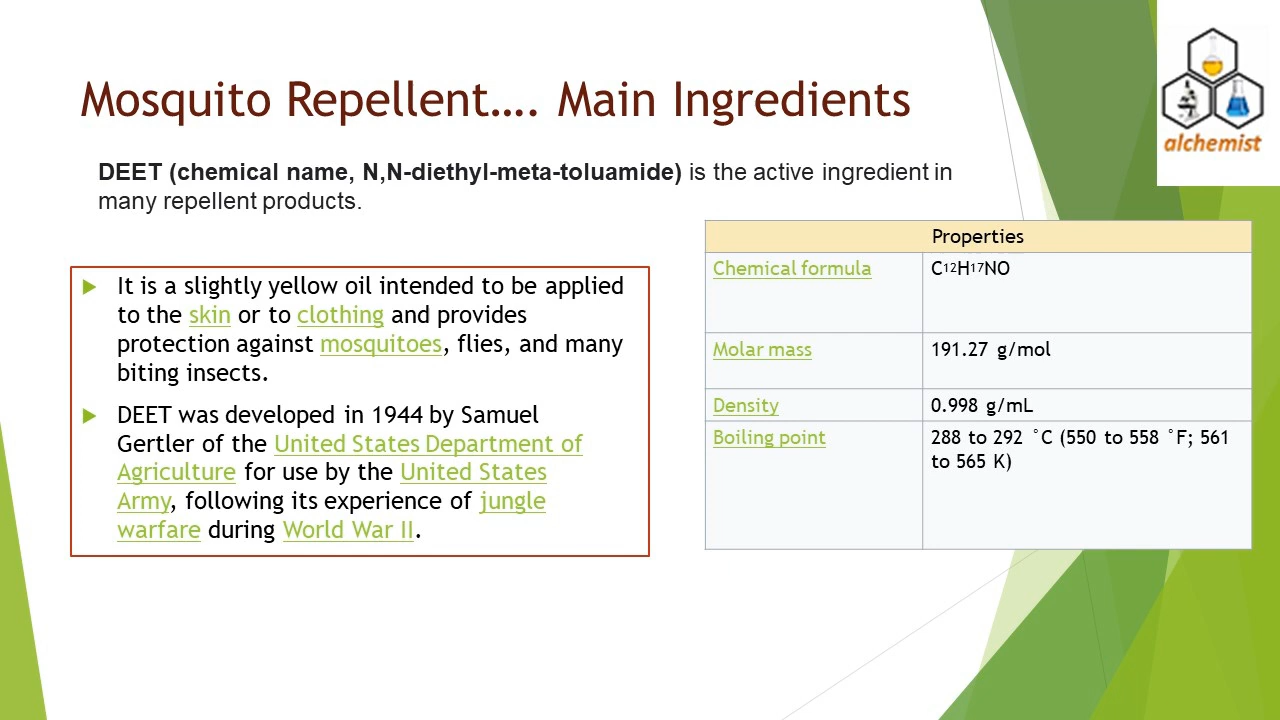 Mosquito Repellent…. Main Ingredients
alchemist
DEET (chemical name, N,N-diethyl-meta-toluamide) is the active ingredient in
many repellent products.
It is a slightly yellow oil intended to be applied
to the skin or to clothing and provides
protection against mosquitoes, flies, and many
biting insects.
DEET was developed in 1944 by Samuel
Gertler of the United States Department of
Agriculture for use by the United States
Army, following its experience of jungle
warfare during World War II.
Properties
Chemical formula C12H17NO
Molar mass 191.27 g/mol
Density 0.998 g/mL
Boiling point 288 to 292 °C (550 to 558 °F; 561
to 565 K)